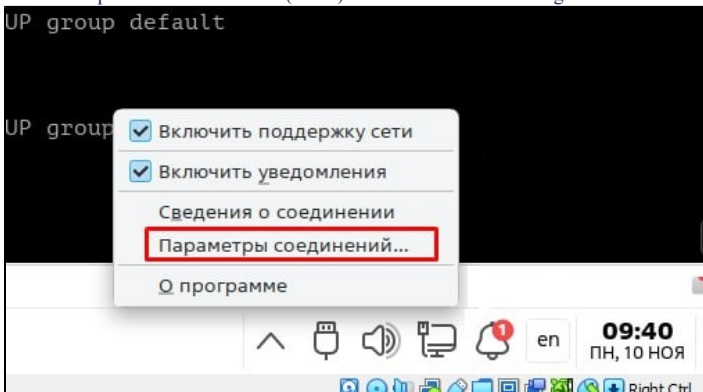 UP group default
UP group
Включить поддержку сети
Включить уведомления
Сведения о соединении
Параметры соединений...
О программе
1
en
09:40
ПН, 10 НОЯ
Right Ctrl